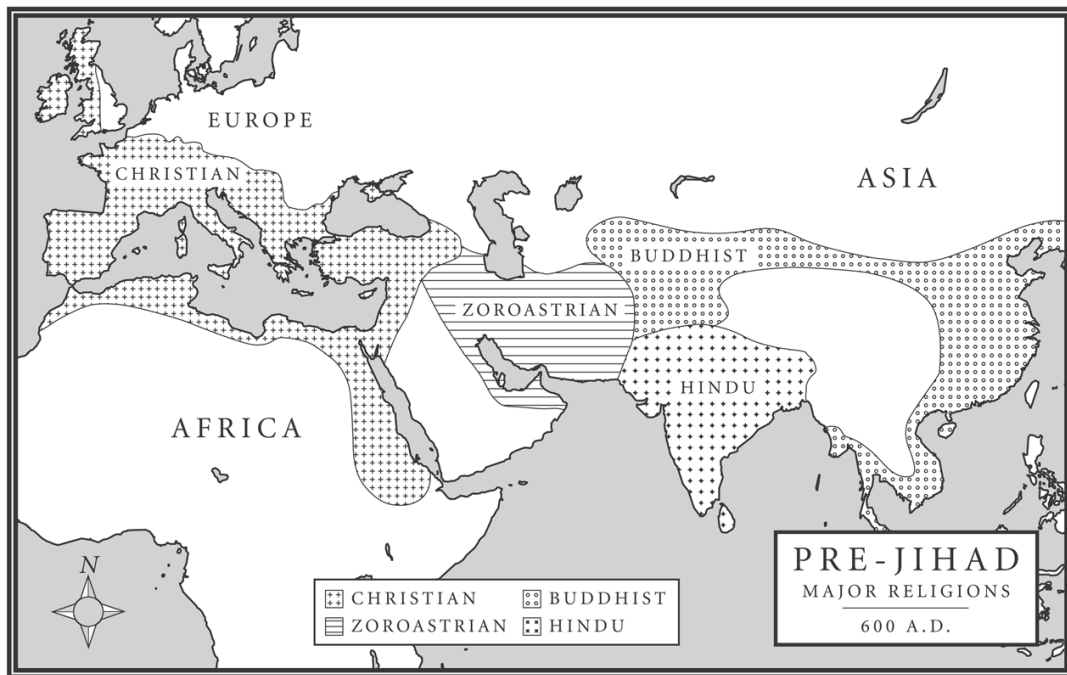 EUROPE
CHRISTIAN
ASIA
BUDDHIST
ZOROASTRIAN
HINDU
AFRICA
N
CHRISTIAN
BUDDHIST
ZOROASTRIAN
HINDU
PRE-JIHAD
MAJOR RELIGIONS
600 A.D.